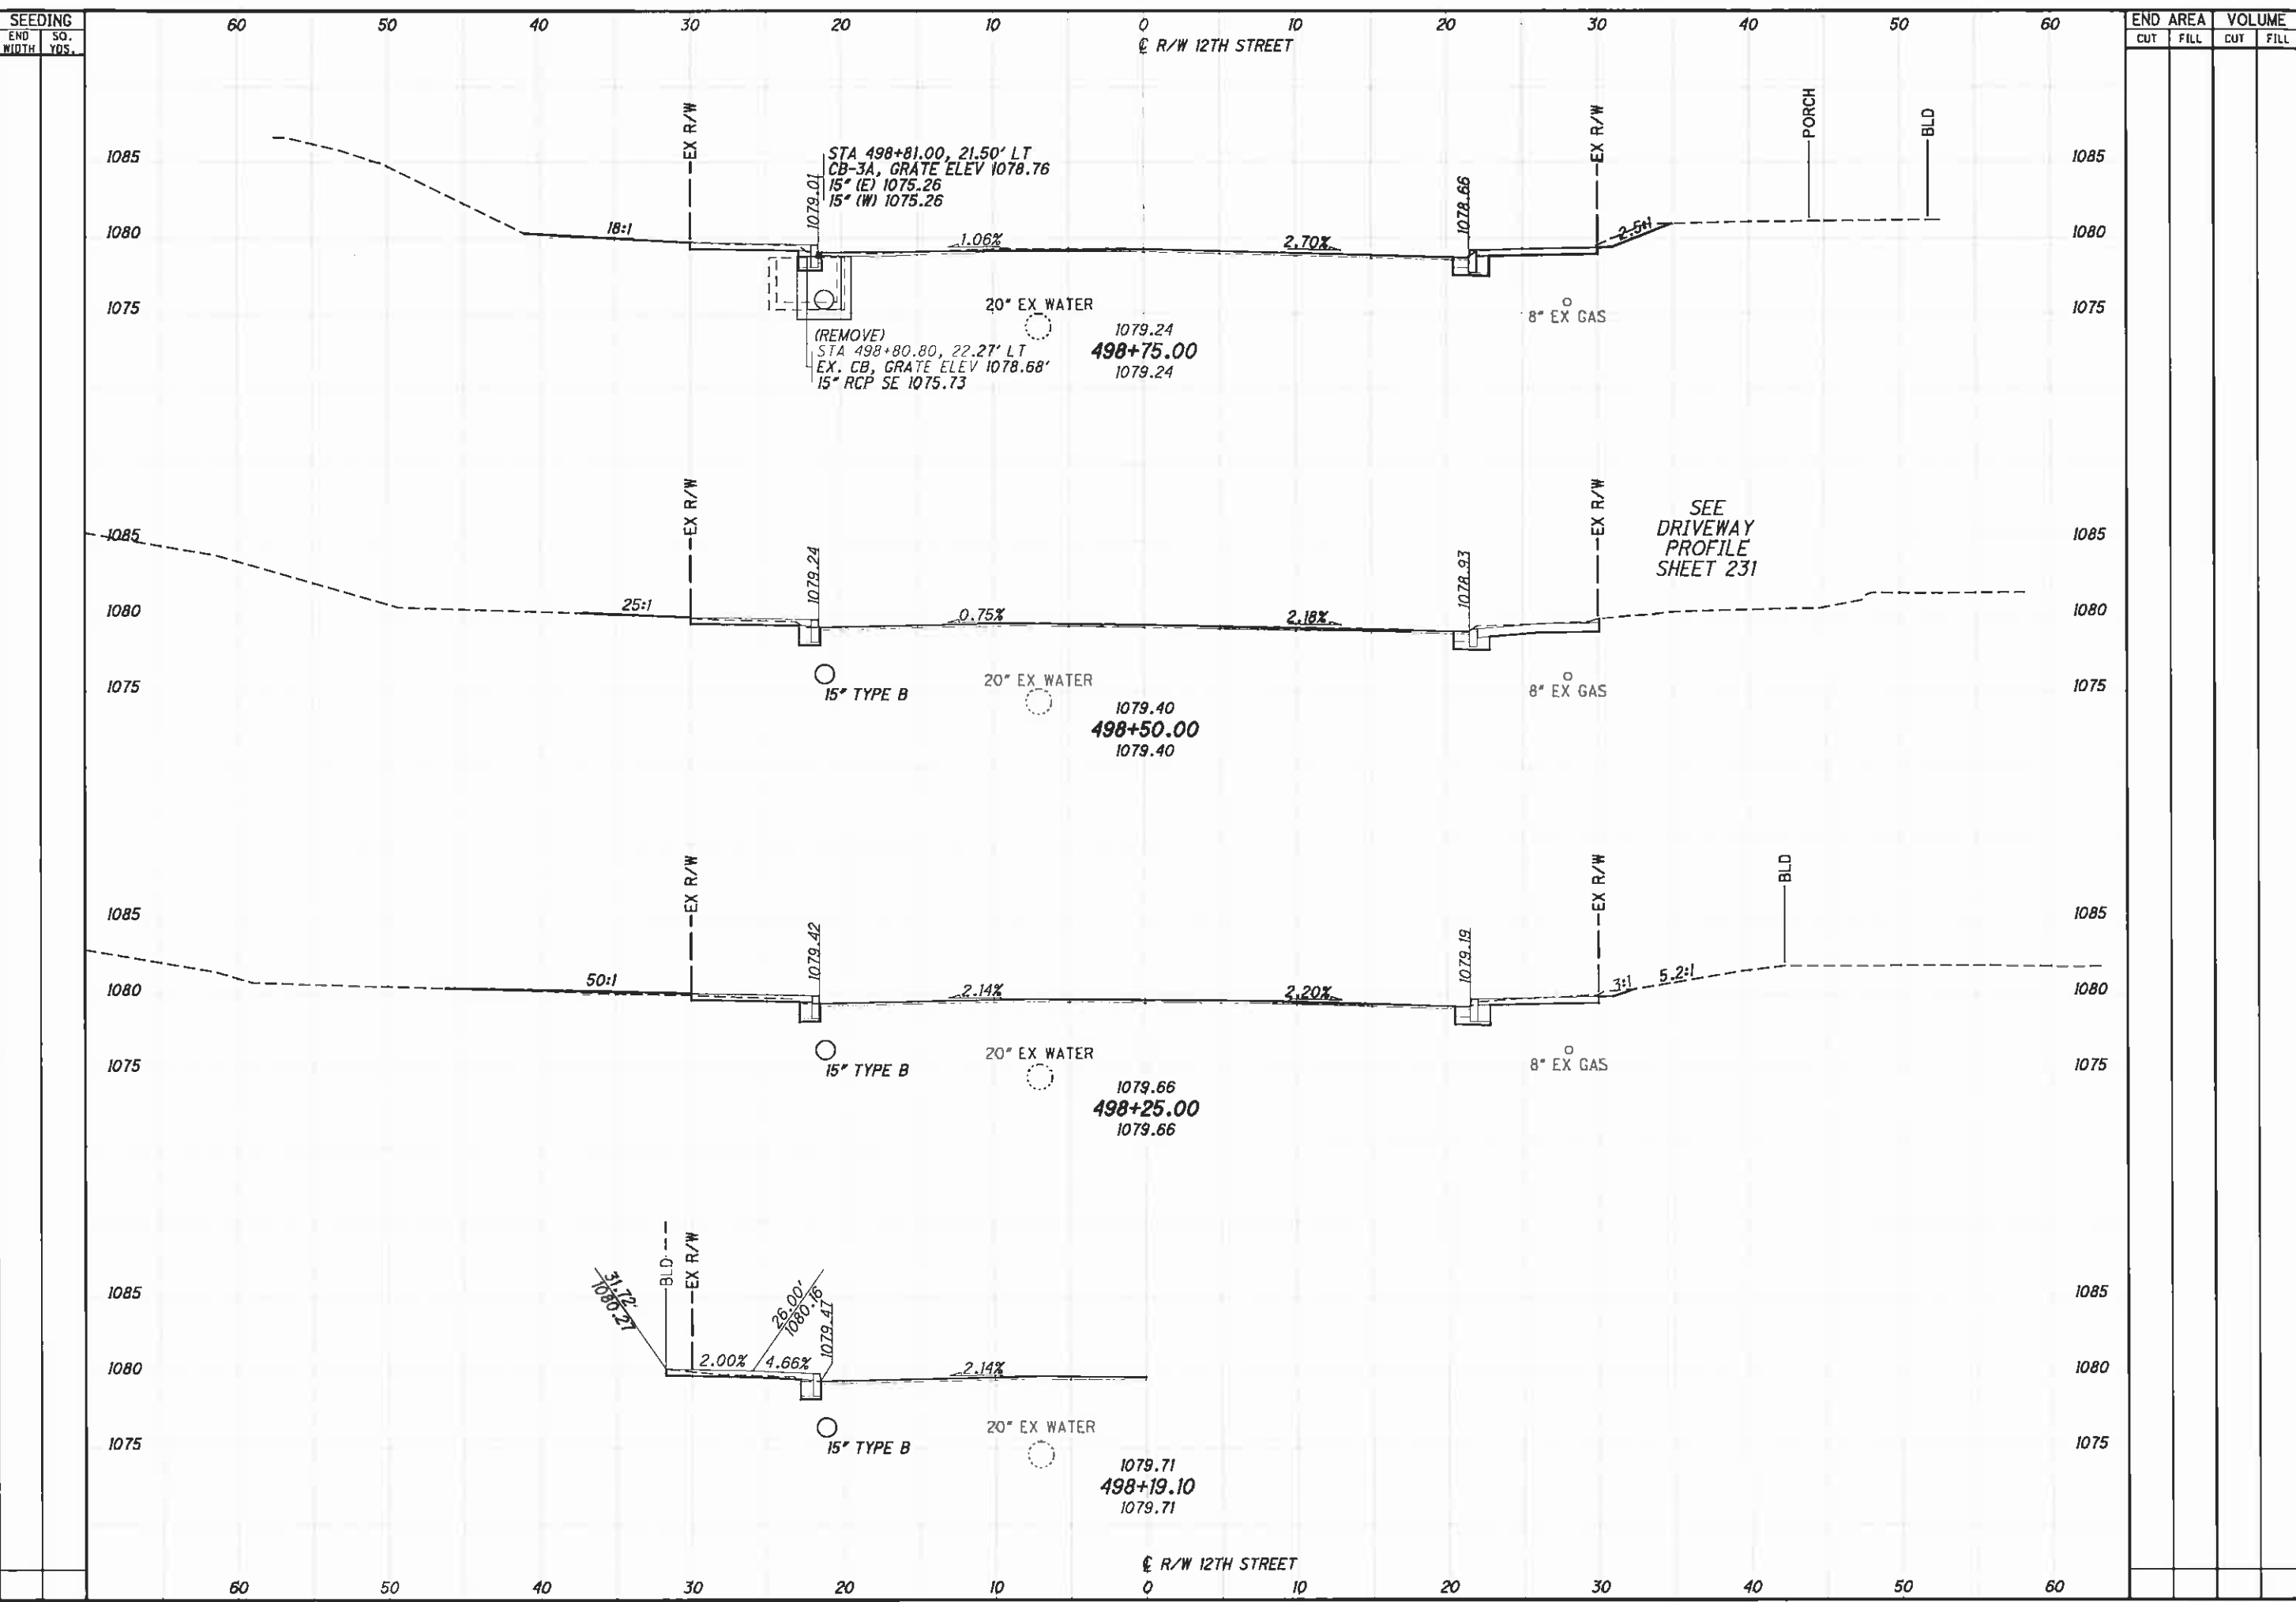 SEEDING
END WIDTH
SQ. YDS.
60 50 40 30 20 10 0 10 20 30 40 50 60
℄ R/W 12TH STREET
END AREA
VOLUME
CUT FILL CUT FILL
EX R/W
EX R/W
PORCH
BLD
1085
1085
STA 498+81.00, 21.50' LT
CB-3A, GRATE ELEV 1078.76
15" (E) 1075.26
15" (W) 1075.26
1079.01
1078.66
1080
18:1
1.06%
2.70%
2.5:1
1080
1075
20" EX WATER
8" EX GAS
1075
(REMOVE)
STA 498+80.80, 22.27' LT
EX. CB, GRATE ELEV 1078.68'
15" RCP SE 1075.73
1079.24
498+75.00
1079.24
EX R/W
EX R/W
SEE
DRIVEWAY
PROFILE
SHEET 231
1085
1085
1079.24
1078.93
1080
25:1
0.75%
2.18%
1080
1075
15" TYPE B
20" EX WATER
8" EX GAS
1075
1079.40
498+50.00
1079.40
EX R/W
EX R/W
BLD
1085
1085
1079.42
1079.19
1080
50:1
2.14%
2.20%
3:1
5.2:1
1080
1075
15" TYPE B
20" EX WATER
8" EX GAS
1075
1079.66
498+25.00
1079.66
BLD
EX R/W
1085
1085
31.72'
1080.27
26.00'
1080.16
1079.47
1080
2.00%
4.66%
2.14%
1080
1075
15" TYPE B
20" EX WATER
1075
1079.71
498+19.10
1079.71
℄ R/W 12TH STREET
60 50 40 30 20 10 0 10 20 30 40 50 60